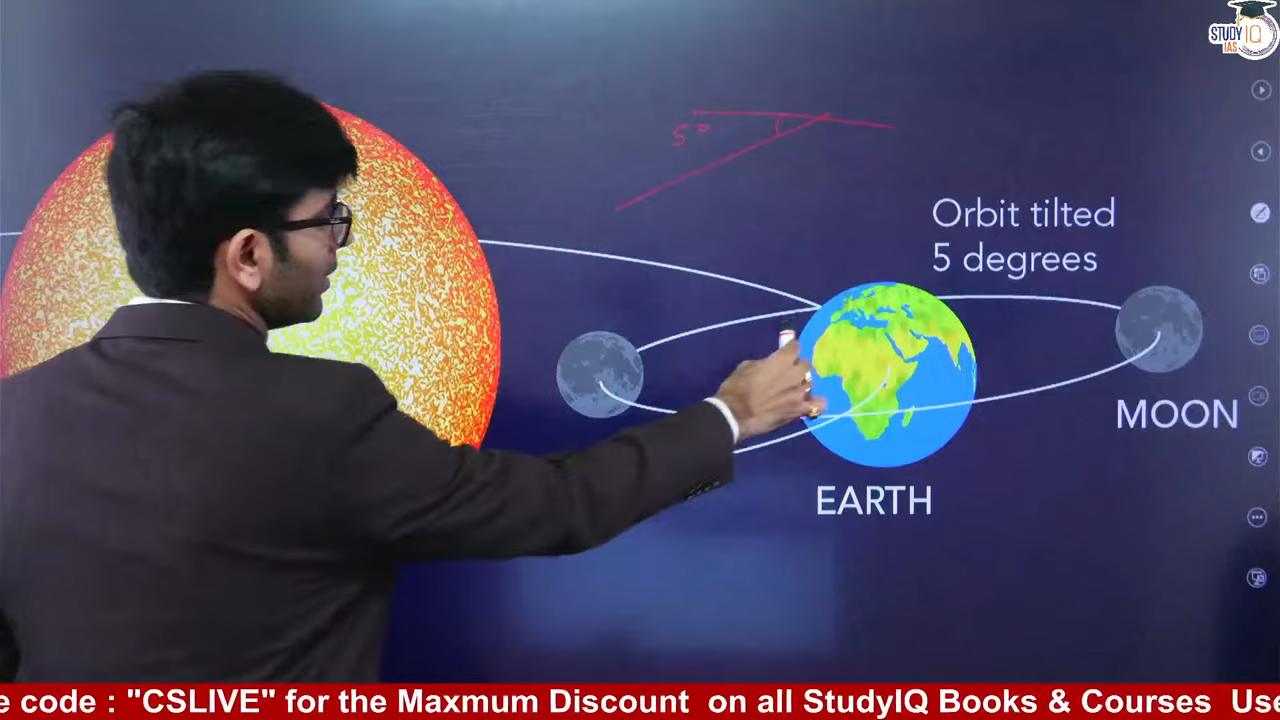 STUDY IQ
IAS
5°
Orbit tilted
5 degrees
MOON
EARTH
e code : "CSLIVE" for the Maxmum Discount on all StudyIQ Books & Courses Use